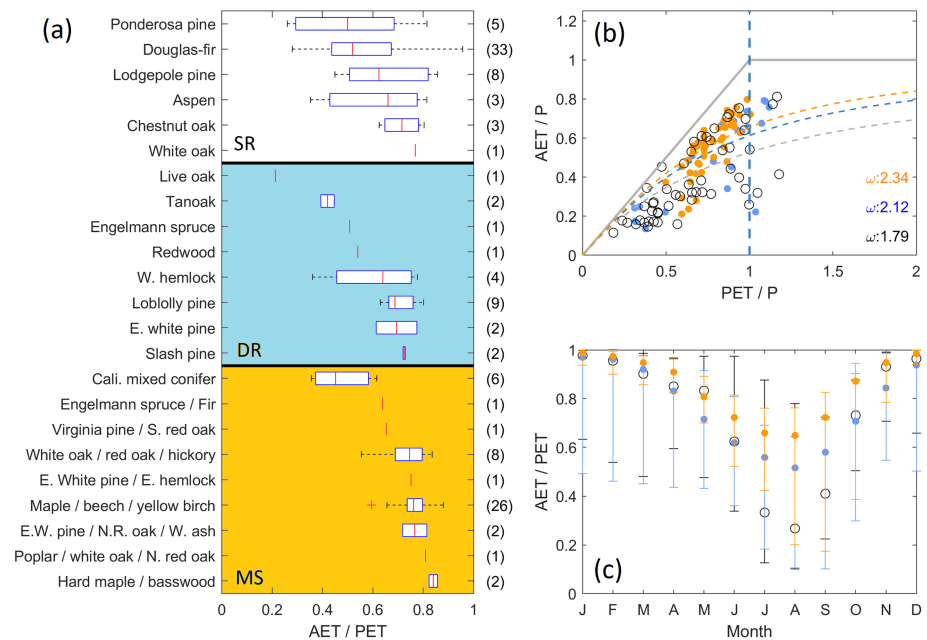 (a)
Ponderosa pine (5)
Douglas-fir (33)
Lodgepole pine (8)
Aspen (3)
Chestnut oak (3)
SR
White oak (1)
Live oak (1)
Tanoak (2)
Engelmann spruce (1)
Redwood (1)
W. hemlock (4)
Loblolly pine (9)
E. white pine (2)
DR
Slash pine (2)
Cali. mixed conifer (6)
Engelmann spruce / Fir (1)
Virginia pine / S. red oak (1)
White oak / red oak / hickory (8)
E. White pine / E. hemlock (1)
Maple / beech / yellow birch (26)
E.W. pine / N.R. oak / W. ash (2)
Poplar / white oak / N. red oak (1)
MS
Hard maple / basswood (2)
0 0.2 0.4 0.6 0.8 1
AET / PET
(b)
1.2
1
0.8
0.6
0.4
0.2
0
AET / P
ω:2.34
ω:2.12
ω:1.79
0 0.5 1 1.5 2
PET / P
1
0.8
0.6
0.4
0.2
0
AET / PET
(c)
J F M A M J J A S O N D
Month